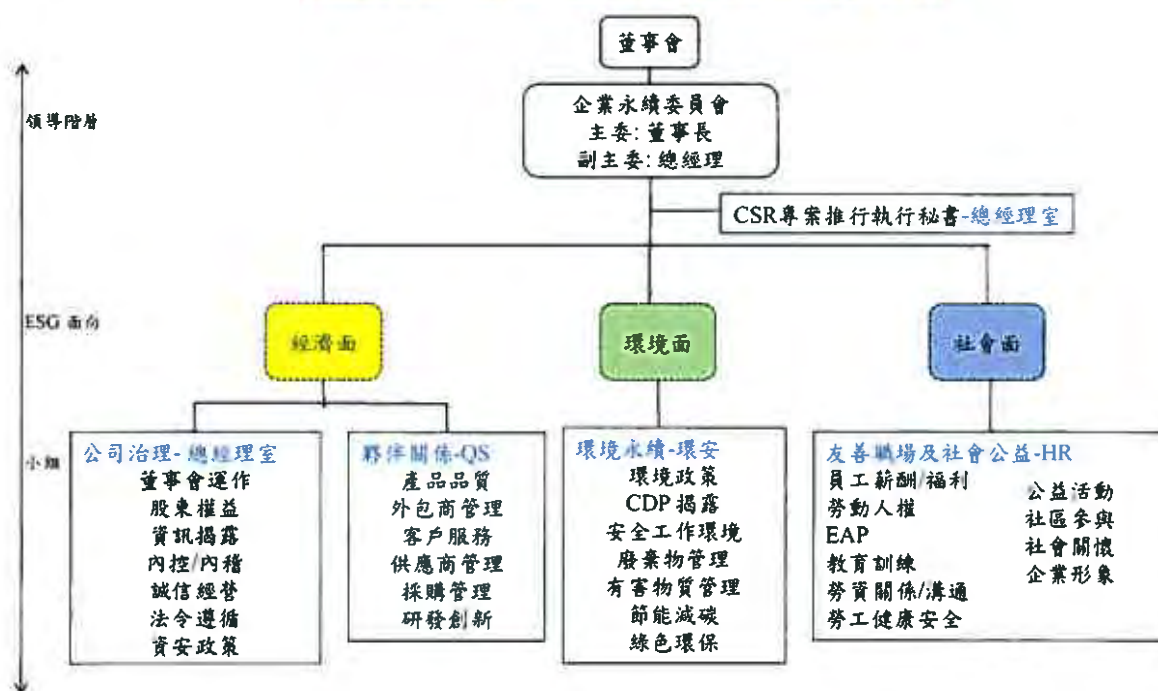 董事會
企業永續委員會
主委: 董事長
副主委: 總經理
領導階層
CSR專案推行執行秘書-總經理室
ESG 面向
經濟面
環境面
社會面
小組
公司治理- 總經理室
董事會運作
股東權益
資訊揭露
內控/內稽
誠信經營
法令遵循
資安政策
夥伴關係-QS
產品品質
外包商管理
客戶服務
供應商管理
採購管理
研發創新
環境永續-環安
環境政策
CDP 揭露
安全工作環境
廢棄物管理
有害物質管理
節能減碳
綠色環保
友善職場及社會公益-HR
員工薪酬/福利
勞動人權
EAP
教育訓練
勞資關係/溝通
勞工健康安全
公益活動
社區參與
社會關懷
企業形象